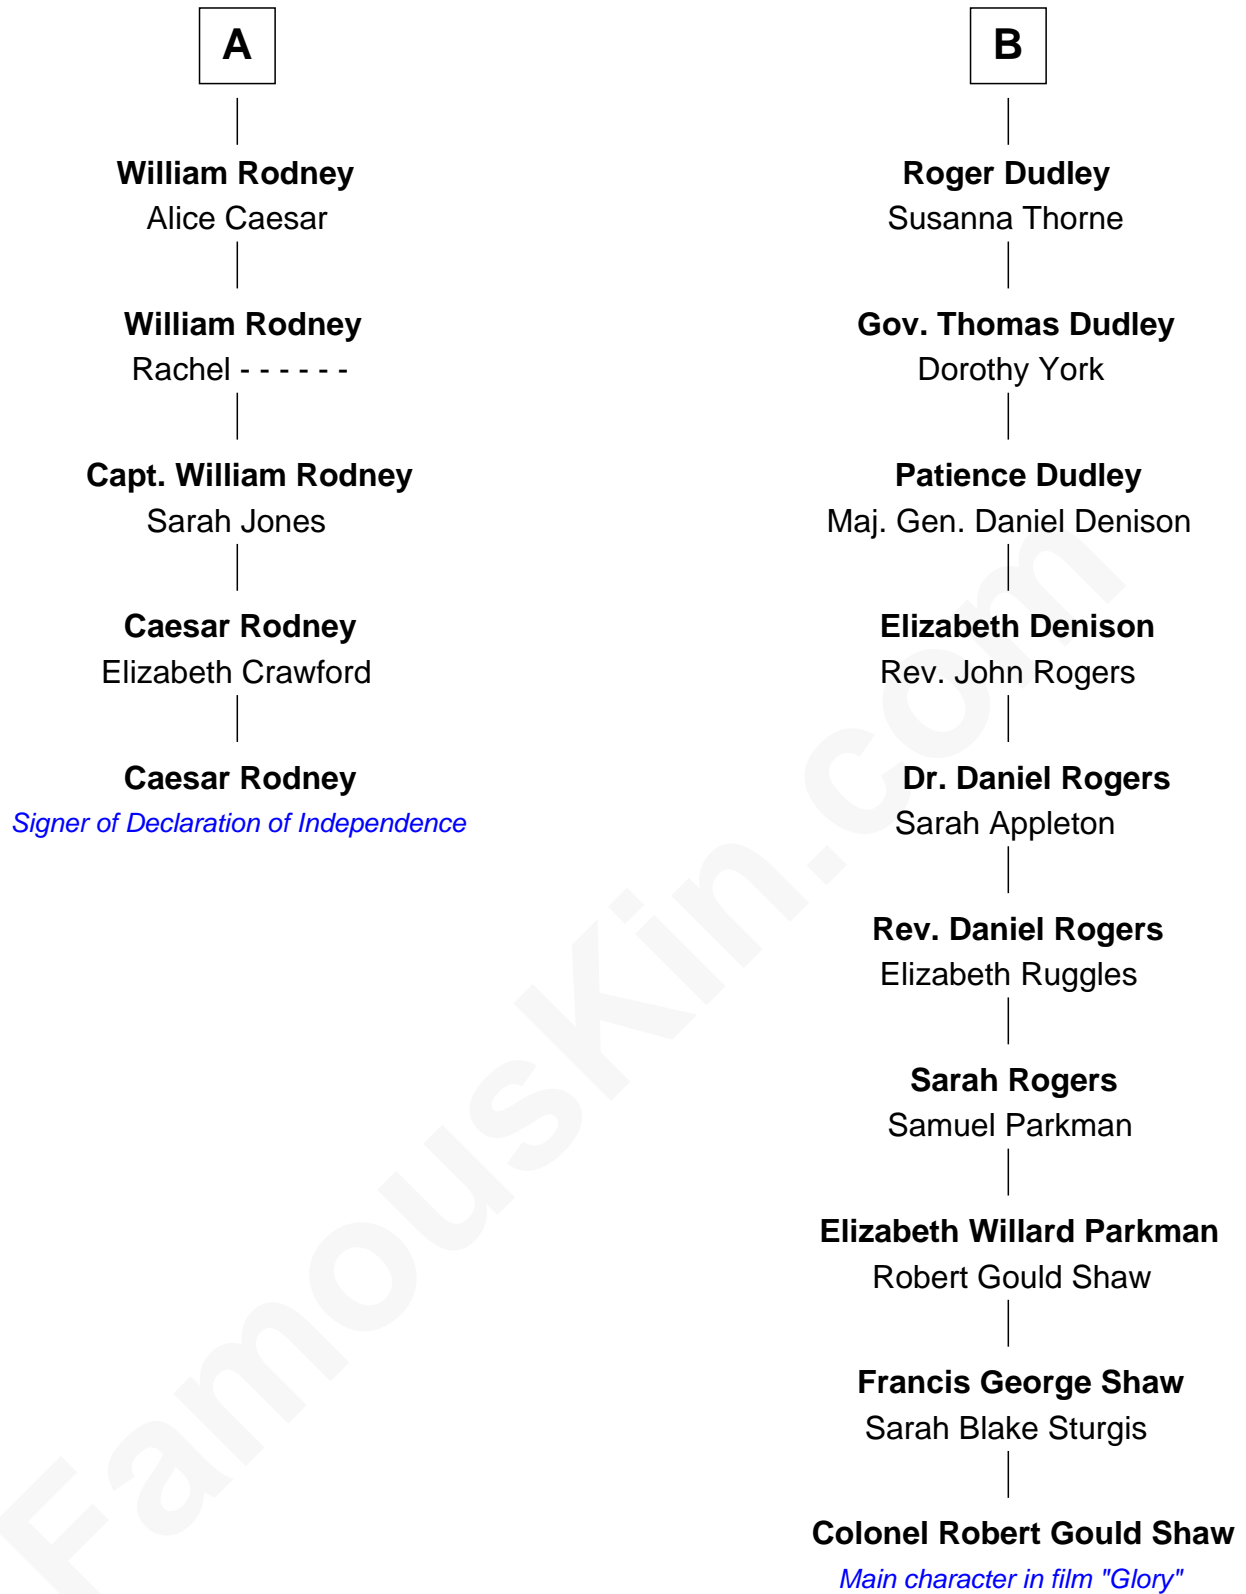 A
William Rodney
Alice Caesar
William Rodney
Rachel - - - - - -
Capt. William Rodney
Sarah Jones
Caesar Rodney
Elizabeth Crawford
Caesar Rodney
Signer of Declaration of Independence
B
Roger Dudley
Susanna Thorne
Gov. Thomas Dudley
Dorothy York
Patience Dudley
Maj. Gen. Daniel Denison
Elizabeth Denison
Rev. John Rogers
Dr. Daniel Rogers
Sarah Appleton
Rev. Daniel Rogers
Elizabeth Ruggles
Sarah Rogers
Samuel Parkman
Elizabeth Willard Parkman
Robert Gould Shaw
Francis George Shaw
Sarah Blake Sturgis
Colonel Robert Gould Shaw
Main character in film "Glory"
FamousKin.com